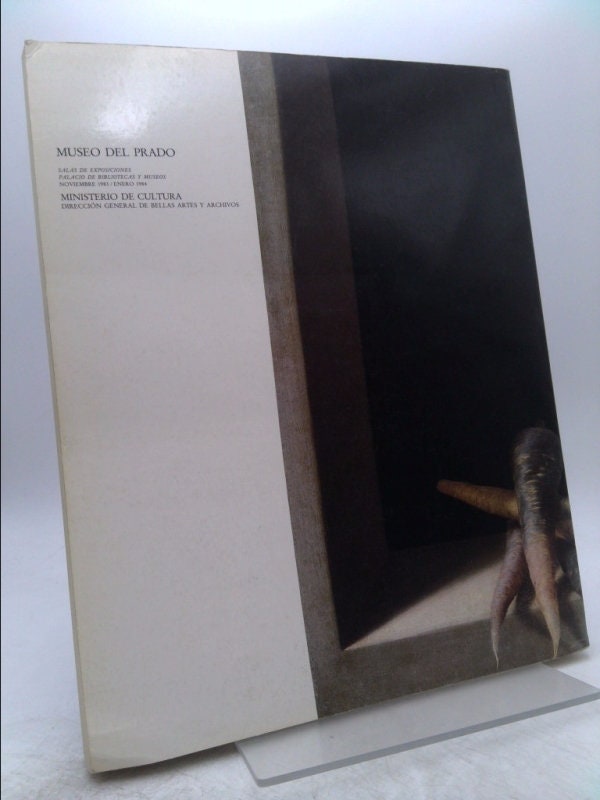 MUSEO DEL PRADO
SALAS DE EXPOSICIONES
PALACIO DE BIBLIOTECAS Y MUSEOS
NOVIEMBRE 1983 / ENERO 1984
MINISTERIO DE CULTURA
DIRECCIÓN GENERAL DE BELLAS ARTES Y ARCHIVOS